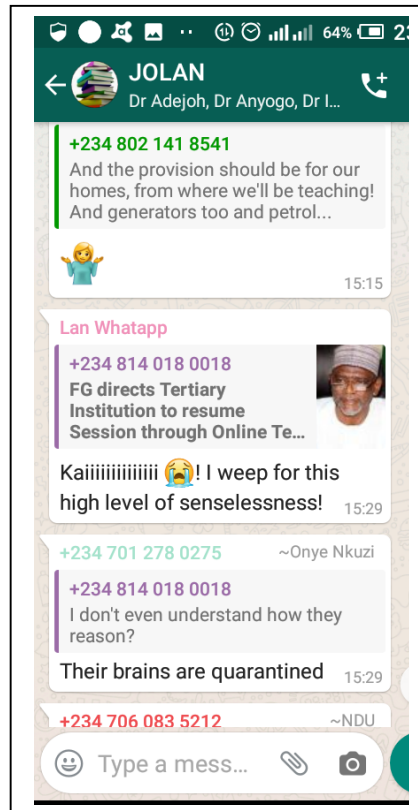 64% 23
JOLAN
Dr Adejoh, Dr Anyogo, Dr I...
+234 802 141 8541
And the provision should be for our
homes, from where we'll be teaching!
And generators too and petrol...
15:15
Lan Whatapp
+234 814 018 0018
FG directs Tertiary
Institution to resume
Session through Online Te...
Kaiiiiiiiiiiiiii! I weep for this
high level of senselessness! 15:29
+234 701 278 0275 ~Onye Nkuzi
+234 814 018 0018
I don't even understand how they
reason?
Their brains are quarantined 15:29
+234 706 083 5212 ~NDU
Type a mess...